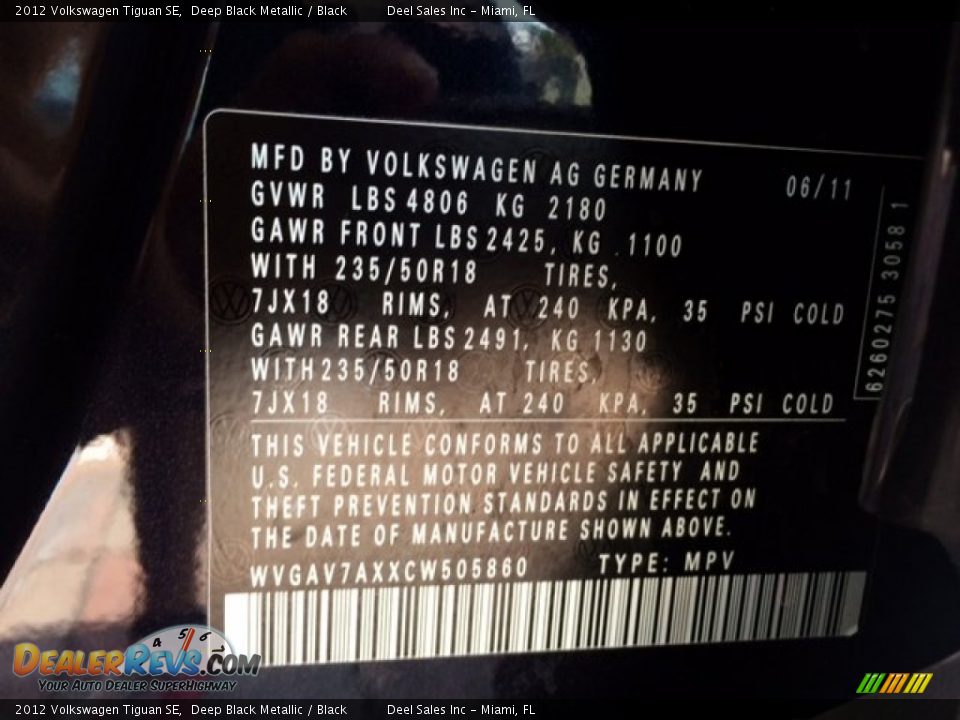 2012 Volkswagen Tiguan SE, Deep Black Metallic / Black Deel Sales Inc - Miami, FL
MFD BY VOLKSWAGEN AG GERMANY 06/11
GVWR LBS 4806 KG 2180
GAWR FRONT LBS 2425, KG 1100
WITH 235/50R18 TIRES,
7JX18 RIMS, AT 240 KPA, 35 PSI COLD
GAWR REAR LBS 2491, KG 1130
WITH 235/50R18 TIRES,
7JX18 RIMS, AT 240 KPA, 35 PSI COLD
6260275 3058 1
THIS VEHICLE CONFORMS TO ALL APPLICABLE
U.S. FEDERAL MOTOR VEHICLE SAFETY AND
THEFT PREVENTION STANDARDS IN EFFECT ON
THE DATE OF MANUFACTURE SHOWN ABOVE.
WVGAV7AXXCW505860 TYPE: MPV
4 5 6
DEALERREVS.COM
YOUR AUTO DEALER SUPERHIGHWAY
2012 Volkswagen Tiguan SE, Deep Black Metallic / Black Deel Sales Inc - Miami, FL